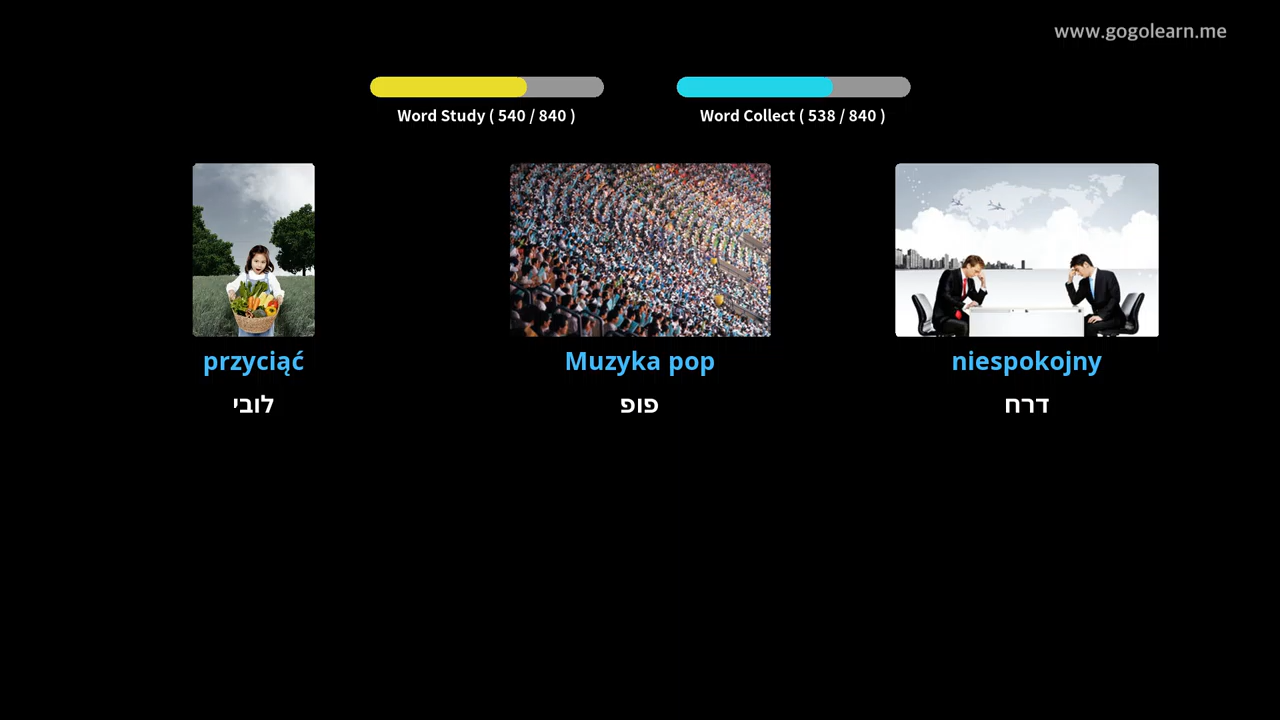 www.gogolearn.me
Word Study ( 540 / 840 )
Word Collect ( 538 / 840 )
przyciąć
Muzyka pop
niespokojny
לובי
פופ
דרח